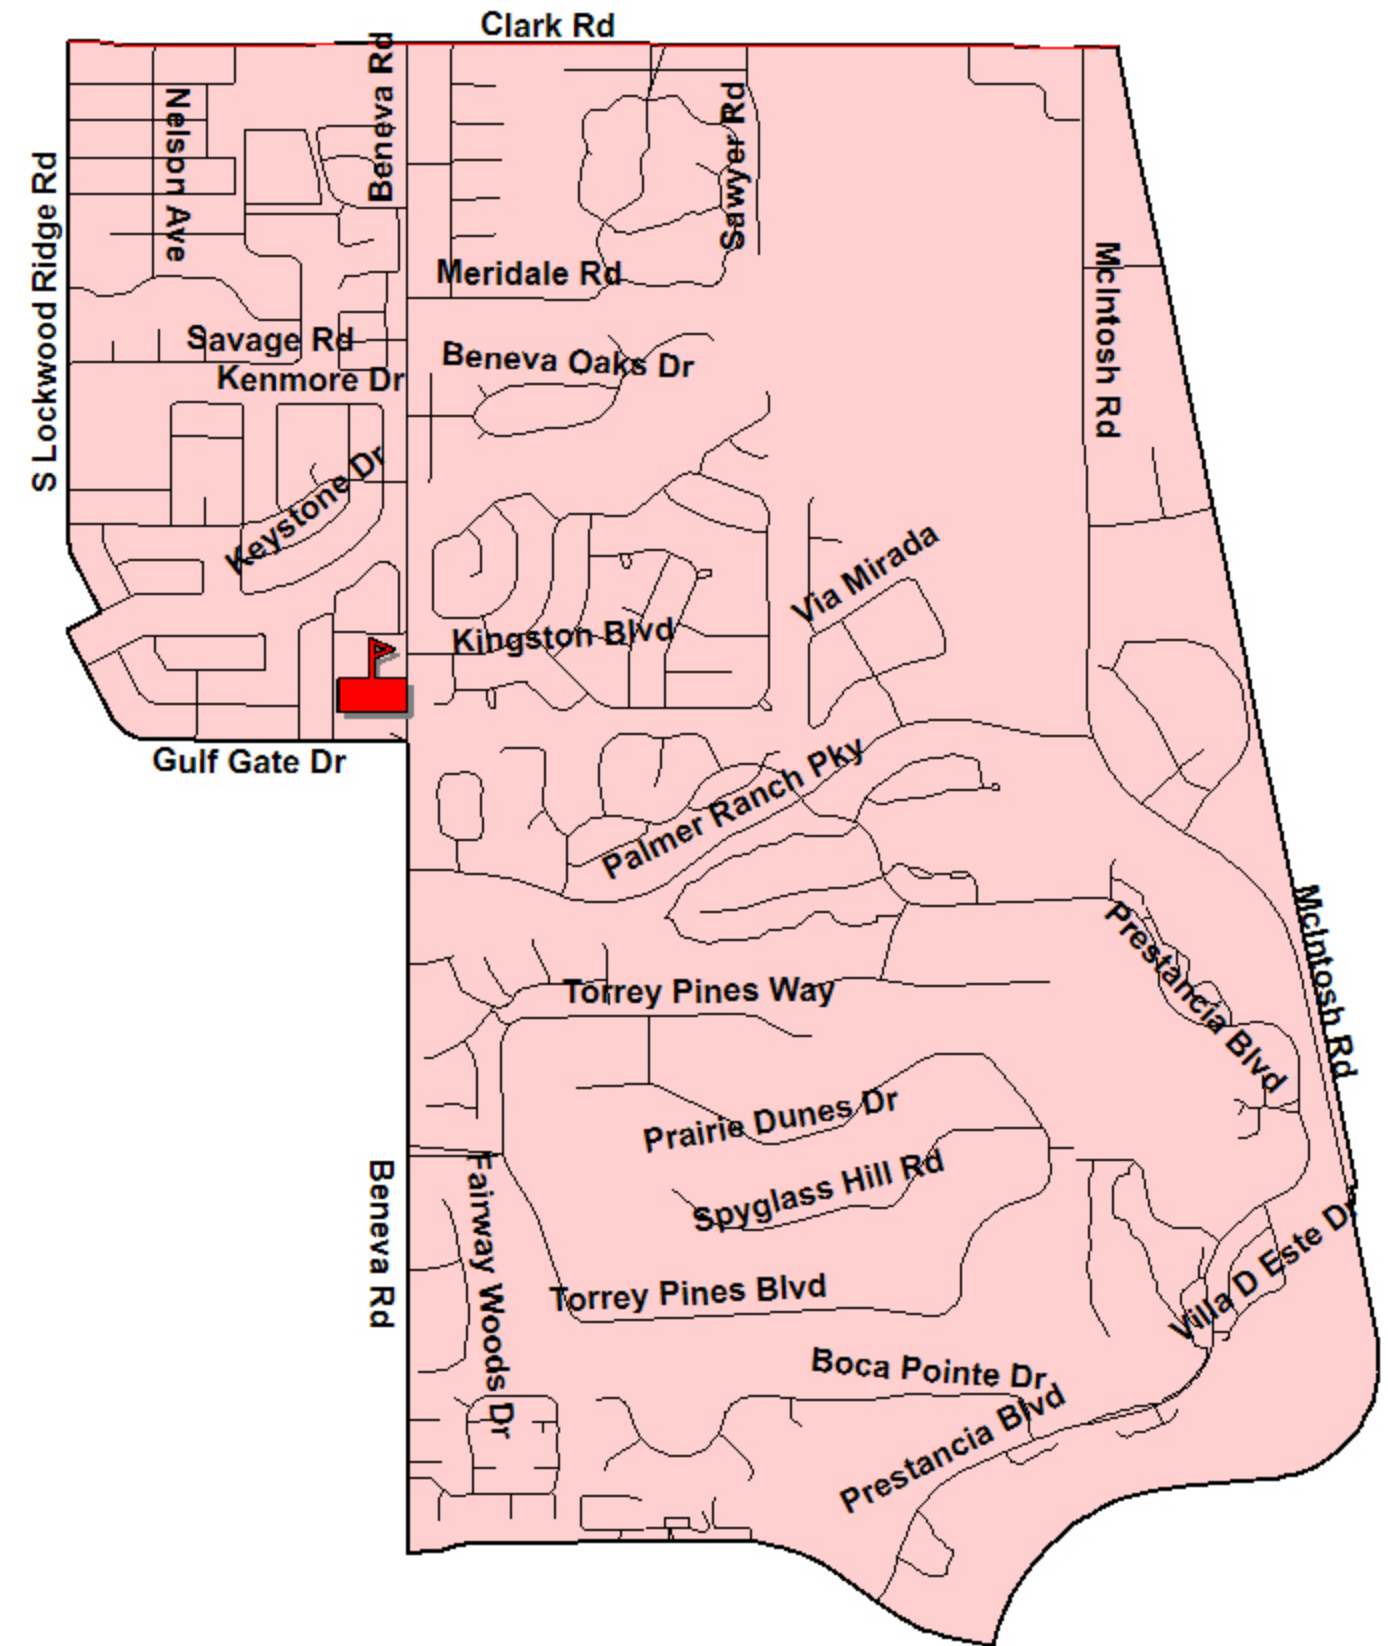 Clark Rd
Beneva Rd
Nelson Ave
Sawyer Rd
S Lockwood Ridge Rd
Meridale Rd
McIntosh Rd
Savage Rd
Beneva Oaks Dr
Kenmore Dr
Keystone Dr
Via Mirada
Kingston Blvd
Gulf Gate Dr
Palmer Ranch Pky
McIntosh Rd
Prestancia Blvd
Torrey Pines Way
Prairie Dunes Dr
Spyglass Hill Rd
Beneva Rd
Fairway Woods Dr
Villa D Este Dr
Torrey Pines Blvd
Boca Pointe Dr
Prestancia Blvd